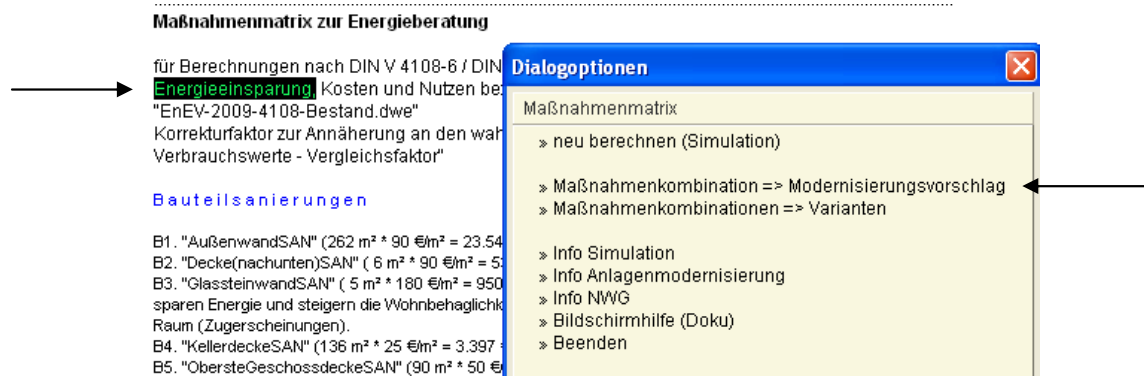 Maßnahmenmatrix zur Energieberatung
für Berechnungen nach DIN V 4108-6 / DIN
Energieeinsparung, Kosten und Nutzen be
"EnEV-2009-4108-Bestand.dwe"
Korrekturfaktor zur Annäherung an den wah
Verbrauchswerte - Vergleichsfaktor"
Bauteilsanierungen
B1. "AußenwandSAN" (262 m² * 90 €/m² = 23.54
B2. "Decke(nachunten)SAN" ( 6 m² * 90 €/m² = 5
B3. "GlassteinwandSAN" ( 5 m² * 180 €/m² = 950
sparen Energie und steigern die Wohnbehaglichk
Raum (Zugerscheinungen).
B4. "KellerdeckeSAN" (136 m² * 25 €/m² = 3.397
B5. "ObersteGeschossdeckeSAN" (90 m² * 50 €
Dialogoptionen
Maßnahmenmatrix
» neu berechnen (Simulation)
» Maßnahmenkombination => Modernisierungsvorschlag
» Maßnahmenkombinationen => Varianten
» Info Simulation
» Info Anlagenmodernisierung
» Info NWG
» Bildschirmhilfe (Doku)
» Beenden